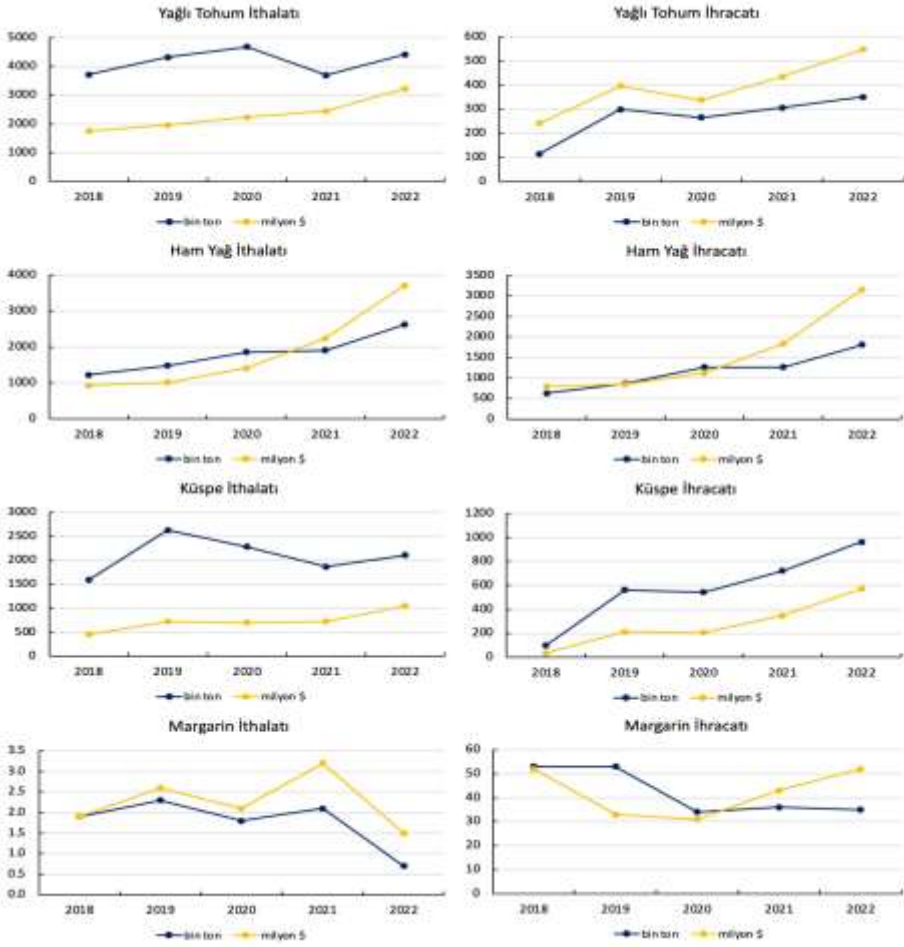 Yağlı Tohum İthalatı
5000
4000
3000
2000
1000
0
2018 2019 2020 2021 2022
bin ton milyon $
Yağlı Tohum İhracatı
600
500
400
300
200
100
0
2018 2019 2020 2021 2022
bin ton milyon $
Ham Yağ İthalatı
4000
3000
2000
1000
0
2018 2019 2020 2021 2022
bin ton milyon $
Ham Yağ İhracatı
3500
3000
2500
2000
1500
1000
500
0
2018 2019 2020 2021 2022
bin ton milyon $
Küspe İthalatı
3000
2500
2000
1500
1000
500
0
2018 2019 2020 2021 2022
bin ton milyon $
Küspe İhracatı
1200
1000
800
600
400
200
0
2018 2019 2020 2021 2022
bin ton milyon $
Margarin İthalatı
3.5
3.0
2.5
2.0
1.5
1.0
0.5
0.0
2018 2019 2020 2021 2022
bin ton milyon $
Margarin İhracatı
60
50
40
30
20
10
0
2018 2019 2020 2021 2022
bin ton milyon $